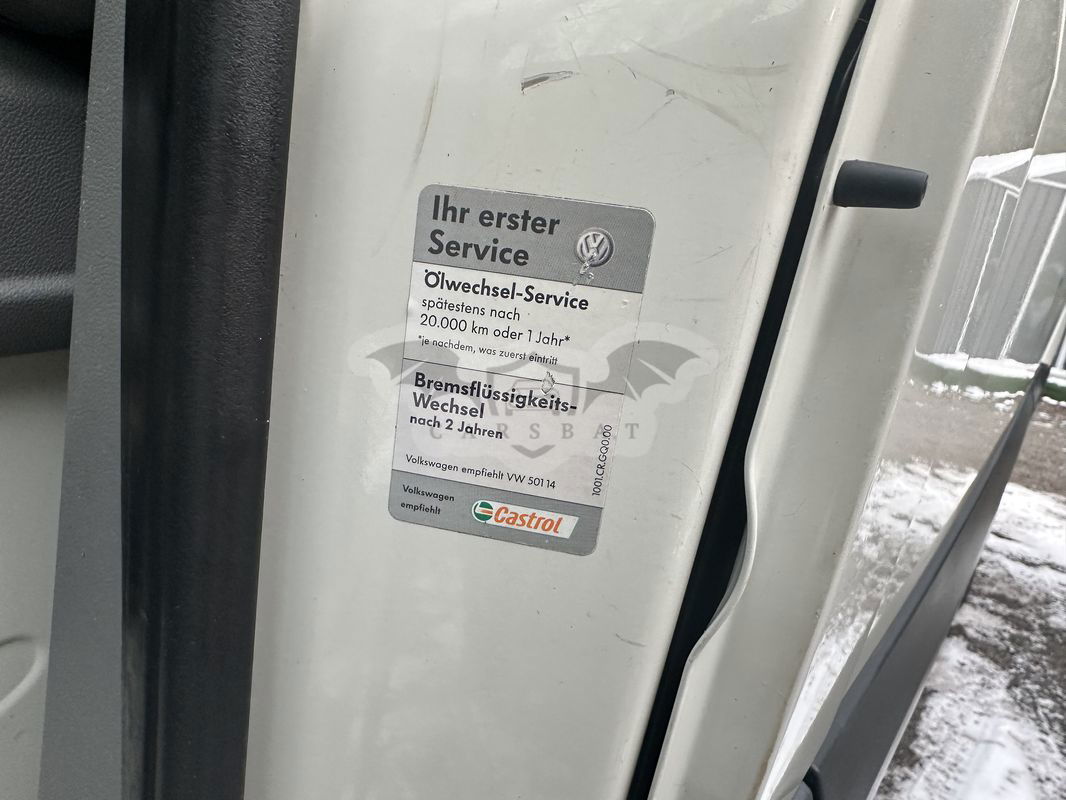 Ihr erster
Service
Ölwechsel-Service
spätestens nach
20.000 km oder 1 Jahr*
*je nachdem, was zuerst eintritt
Bremsflüssigkeits-
Wechsel
nach 2 Jahren
CARSBAT
Volkswagen empfiehlt VW 501 14
1001.CR.GQ0.00
Volkswagen
empfiehlt
Castrol